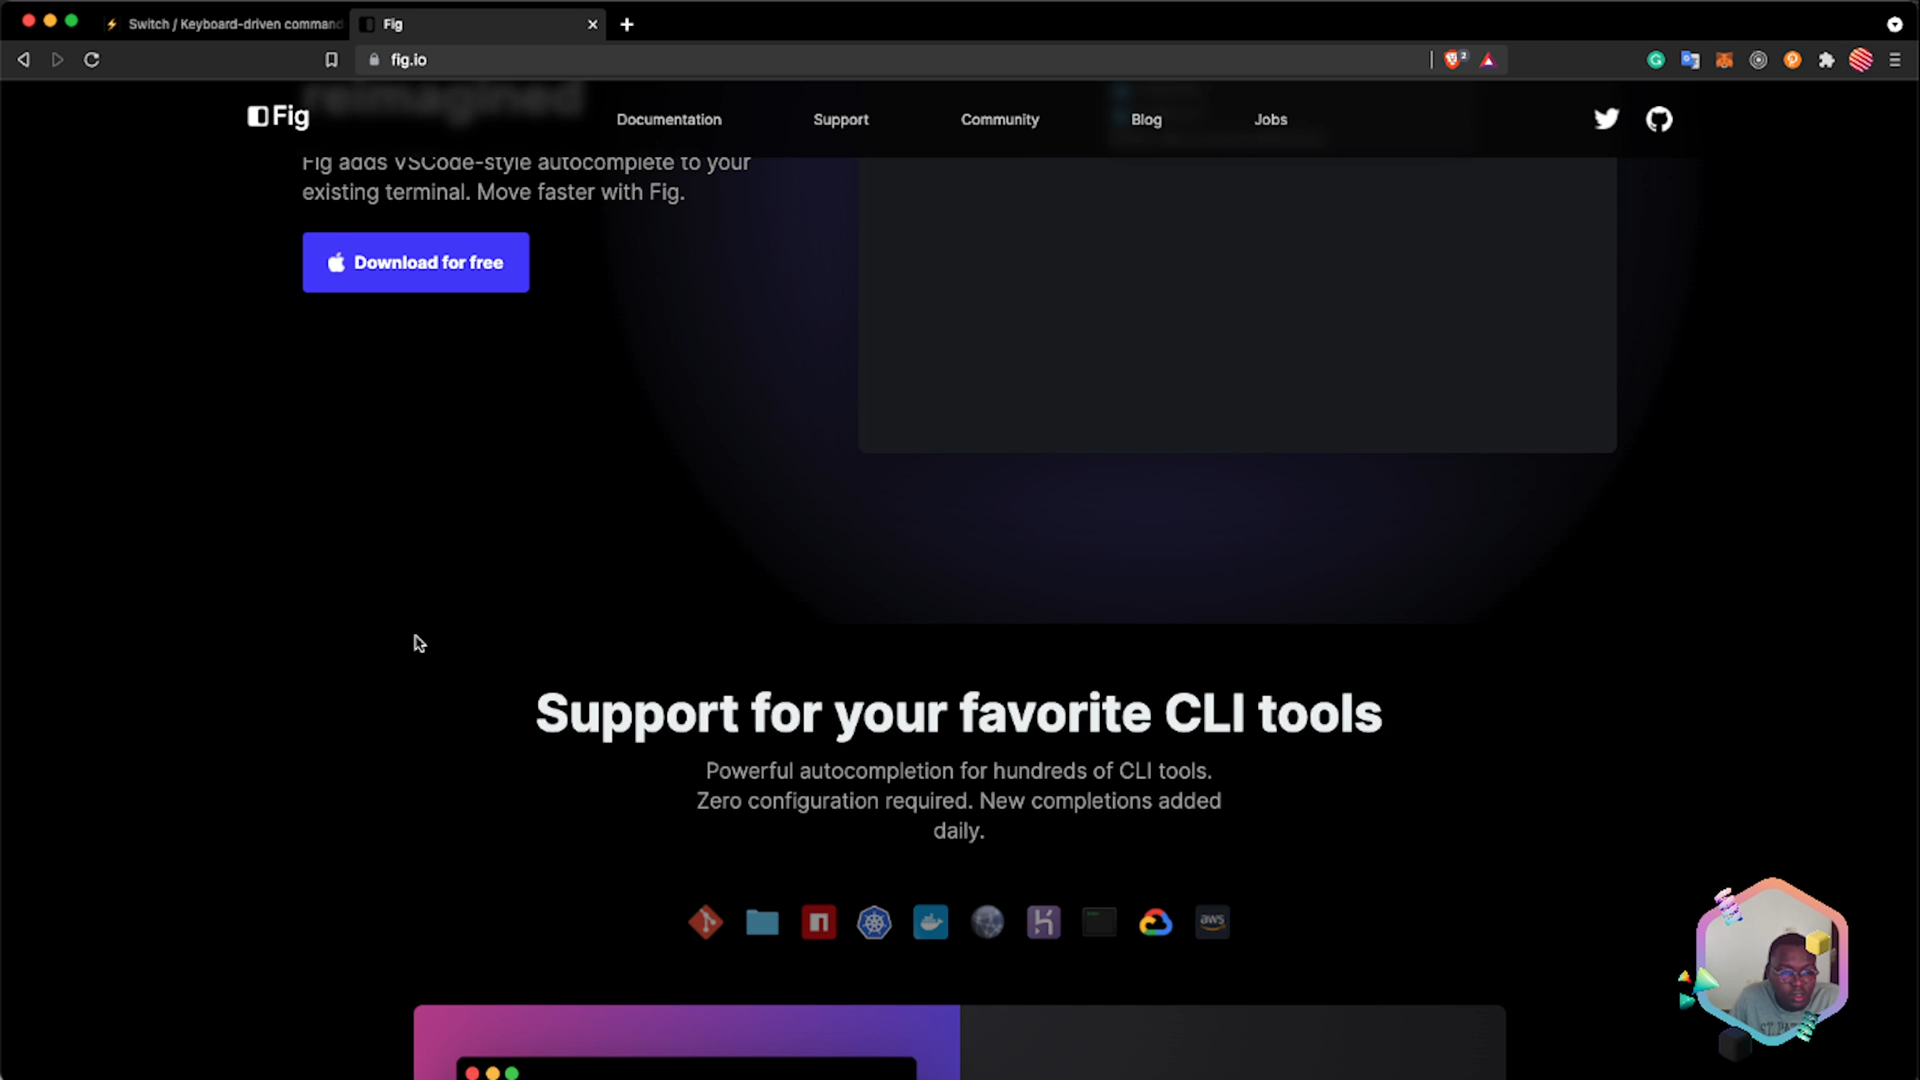 Switch / Keyboard-driven command
Fig
fig.io
2
reimagined
Fig
Documentation
Support
Community
Blog
Jobs
Fig adds VSCode-style autocomplete to your
existing terminal. Move faster with Fig.
Download for free
Support for your favorite CLI tools
Powerful autocompletion for hundreds of CLI tools.
Zero configuration required. New completions added
daily.
aws